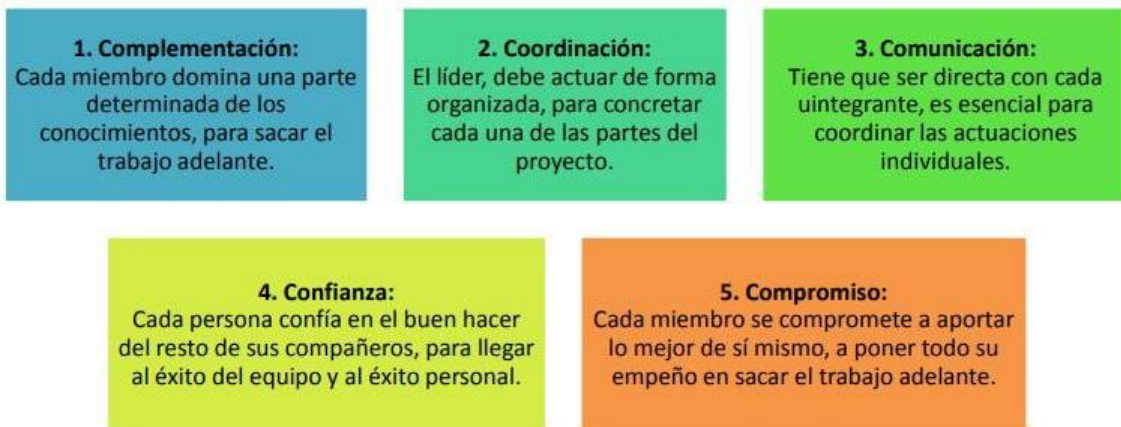 1. Complementación:
Cada miembro domina una parte
determinada de los
conocimientos, para sacar el
trabajo adelante.
2. Coordinación:
El líder, debe actuar de forma
organizada, para concretar
cada una de las partes del
proyecto.
3. Comunicación:
Tiene que ser directa con cada
uintegrante, es esencial para
coordinar las actuaciones
individuales.
4. Confianza:
Cada persona confía en el buen hacer
del resto de sus compañeros, para llegar
al éxito del equipo y al éxito personal.
5. Compromiso:
Cada miembro se compromete a aportar
lo mejor de sí mismo, a poner todo su
empeño en sacar el trabajo adelante.